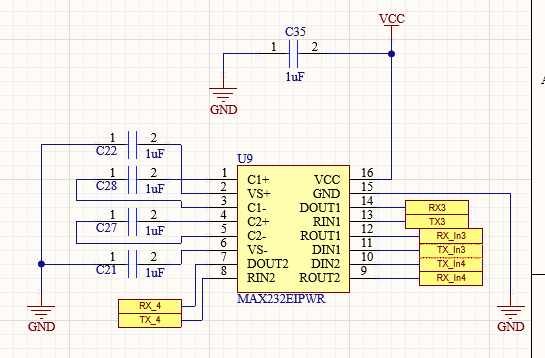 VCC
C35
1 2
1uF
GND
A
1 2
C22 1uF
1 2
C28 1uF
1 2
C27 1uF
1 2
C21 1uF
GND
U9
1 C1+ VCC 16
2 VS+ GND 15
3 C1- DOUT1 14 RX3
4 C2+ RIN1 13 TX3
5 C2- ROUT1 12 RX_In3
6 VS- DIN1 11 TX_In3
7 DOUT2 DIN2 10 TX_In4
8 RIN2 ROUT2 9 RX_In4
MAX232EIPWR
RX_4
TX_4
GND